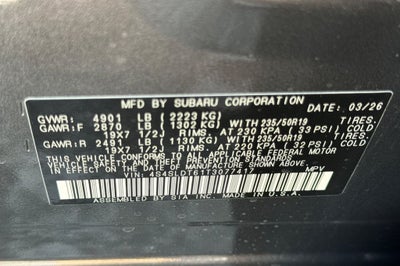 MFD BY SUBARU CORPORATION DATE: 03/26
GVWR: 4901 LB (2223 KG) TIRES,
GAWR:F 2870 LB (1302 KG) WITH 235/50R19
19X7 1/2J RIMS, AT 230 KPA (33 PSI) COLD
GAWR:R 2491 LB (1130 KG) WITH 235/50R19 TIRES,
19X7 1/2J RIMS, AT 220 KPA (32 PSI) COLD
THIS VEHICLE CONFORMS TO ALL APPLICABLE FEDERAL MOTOR
VEHICLE SAFETY STANDARDS IN EFFECT ON THE DATE OF
MANUFACTURE SHOWN ABOVE.
VIN: 4S4SLDT61T3077417 MPV
ASSEMBLED BY SIA INC. MADE IN U.S.A.